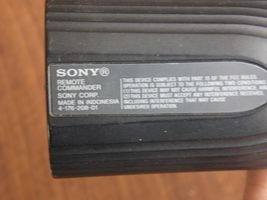 SONY®
REMOTE
COMMANDER
SONY CORP.
MADE IN INDONESIA
4-176-208-01
THIS DEVICE COMPLIES WITH PART 15 OF THE FCC RULES.
OPERATION IS SUBJECT TO THE FOLLOWING TWO
(1)THIS DEVICE MAY NOT CAUSE HARMFUL INTERFERENCE, AND
(2)THIS DEVICE MUST ACCEPT ANY INTERFERENCE
INCLUDING INTERFERENCE THAT MAY CAUSE
UNDESIRED OPERATION.